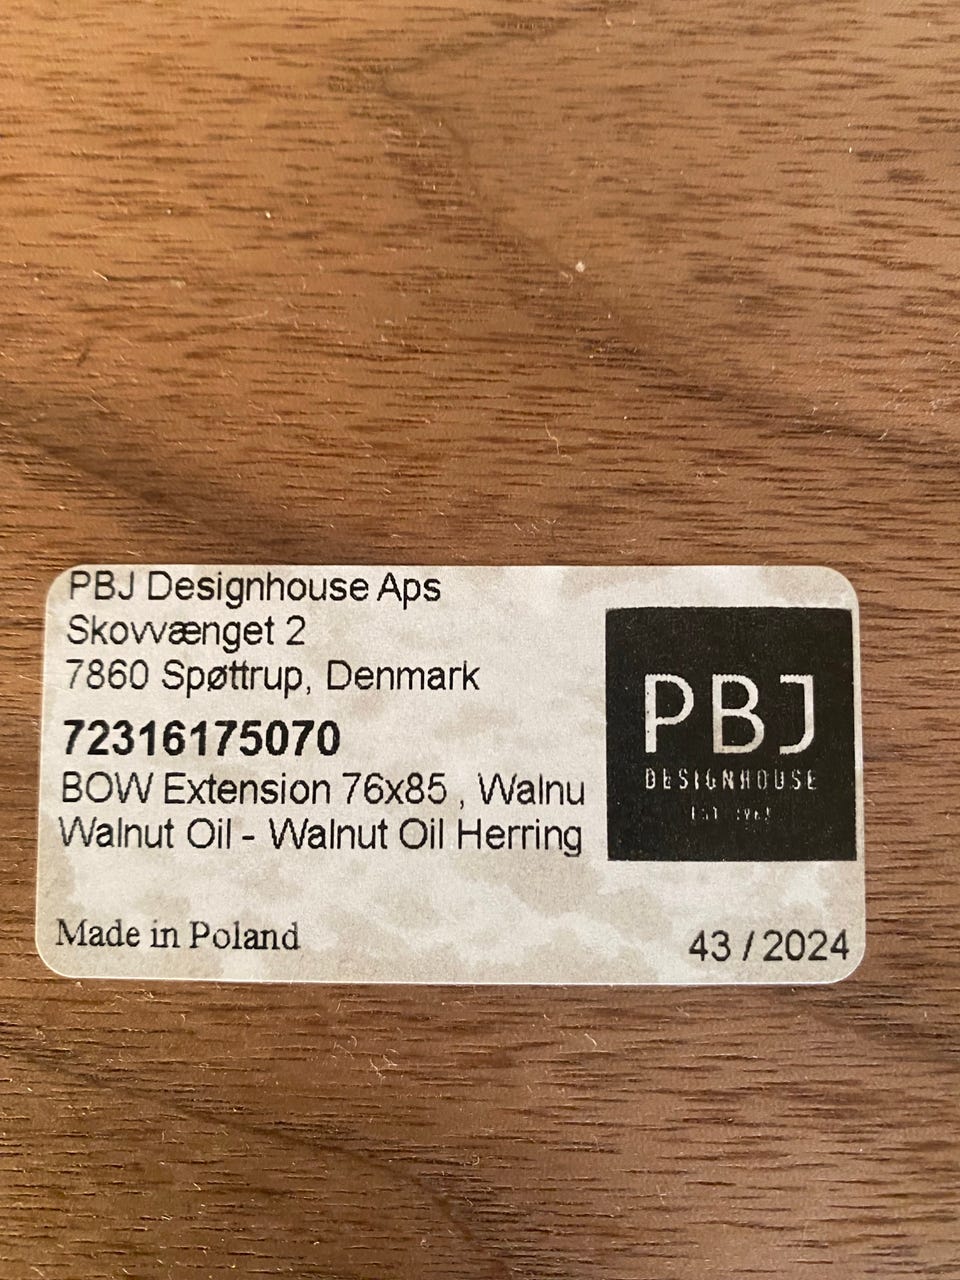 PBJ Designhouse Aps
Skovvænget 2
7860 Spøttrup, Denmark
72316175070
BOW Extension 76x85 , Walnu
Walnut Oil - Walnut Oil Herring
Made in Poland
43 / 2024
PBJ
DESIGNHOUSE
EST